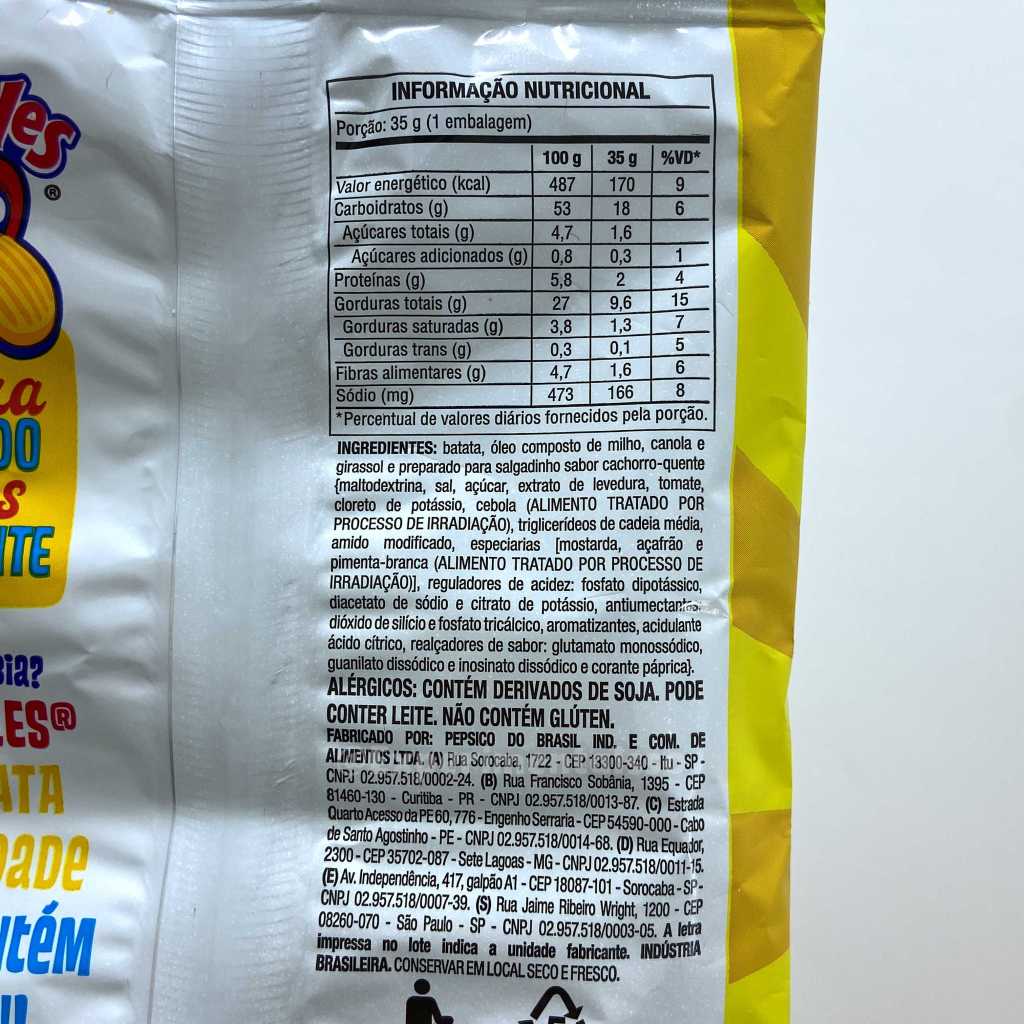 les
®
INFORMAÇÃO NUTRICIONAL
Porção: 35 g (1 embalagem)
100 g 35 g %VD*
Valor energético (kcal) 487 170 9
Carboidratos (g) 53 18 6
Açúcares totais (g) 4,7 1,6
Açúcares adicionados (g) 0,8 0,3 1
Proteínas (g) 5,8 2 4
Gorduras totais (g) 27 9,6 15
Gorduras saturadas (g) 3,8 1,3 7
Gorduras trans (g) 0,3 0,1 5
Fibras alimentares (g) 4,7 1,6 6
Sódio (mg) 473 166 8
*Percentual de valores diários fornecidos pela porção.
INGREDIENTES: batata, óleo composto de milho, canola e
girassol e preparado para salgadinho sabor cachorro-quente
{maltodextrina, sal, açúcar, extrato de levedura, tomate,
cloreto de potássio, cebola (ALIMENTO TRATADO POR
PROCESSO DE IRRADIAÇÃO), triglicerídeos de cadeia média,
amido modificado, especiarias [mostarda, açafrão e
pimenta-branca (ALIMENTO TRATADO POR PROCESSO DE
IRRADIAÇÃO)], reguladores de acidez: fosfato dipotássico,
diacetato de sódio e citrato de potássio, antiumectantes:
dióxido de silício e fosfato tricálcico, aromatizantes, acidulante
ácido cítrico, realçadores de sabor: glutamato monossódico,
guanilato dissódico e inosinato dissódico e corante páprica}.
ALÉRGICOS: CONTÉM DERIVADOS DE SOJA. PODE
CONTER LEITE. NÃO CONTÉM GLÚTEN.
FABRICADO POR: PEPSICO DO BRASIL IND. E COM. DE
ALIMENTOS LTDA. (A) Rua Sorocaba, 1722 - CEP 13300-340 - Itu - SP -
CNPJ 02.957.518/0002-24. (B) Rua Francisco Sobânia, 1395 - CEP
81460-130 - Curitiba - PR - CNPJ 02.957.518/0013-87. (C) Estrada
Quarto Acesso da PE 60, 776 - Engenho Serraria - CEP 54590-000 - Cabo
de Santo Agostinho - PE - CNPJ 02.957.518/0014-68. (D) Rua Equador,
2300 - CEP 35702-087 - Sete Lagoas - MG - CNPJ 02.957.518/0011-15.
(E) Av. Independência, 417, galpão A1 - CEP 18087-101 - Sorocaba - SP -
CNPJ 02.957.518/0007-39. (S) Rua Jaime Ribeiro Wright, 1200 - CEP
08260-070 - São Paulo - SP - CNPJ 02.957.518/0003-05. A letra
impressa no lote indica a unidade fabricante. INDÚSTRIA
BRASILEIRA. CONSERVAR EM LOCAL SECO E FRESCO.
DO
S
NTE
Bia?
LES®
ATA
DADE
NTÉM